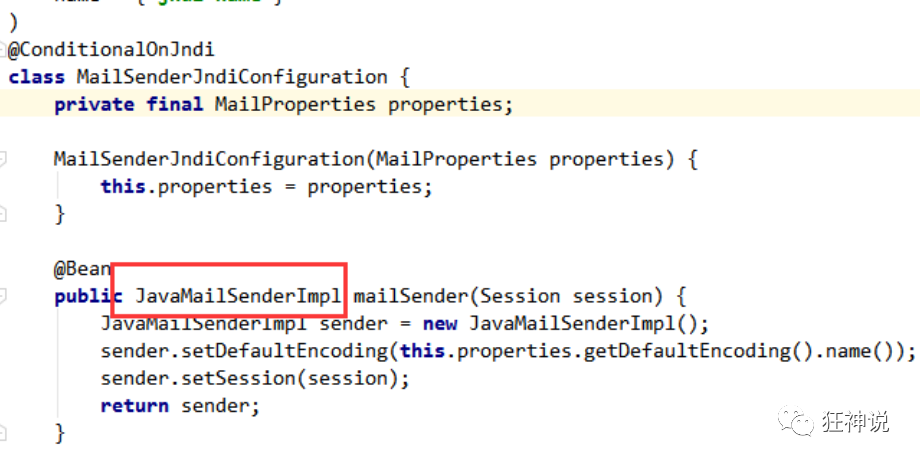 )
@ConditionalOnJndi
class MailSenderJndiConfiguration {
    private final MailProperties properties;
    MailSenderJndiConfiguration(MailProperties properties) {
        this.properties = properties;
    }
    @Bean
    public JavaMailSenderImpl mailSender(Session session) {
        JavaMailSenderImpl sender = new JavaMailSenderImpl();
        sender.setDefaultEncoding(this.properties.getDefaultEncoding().name());
        sender.setSession(session);
        return sender;
    }
狂神说